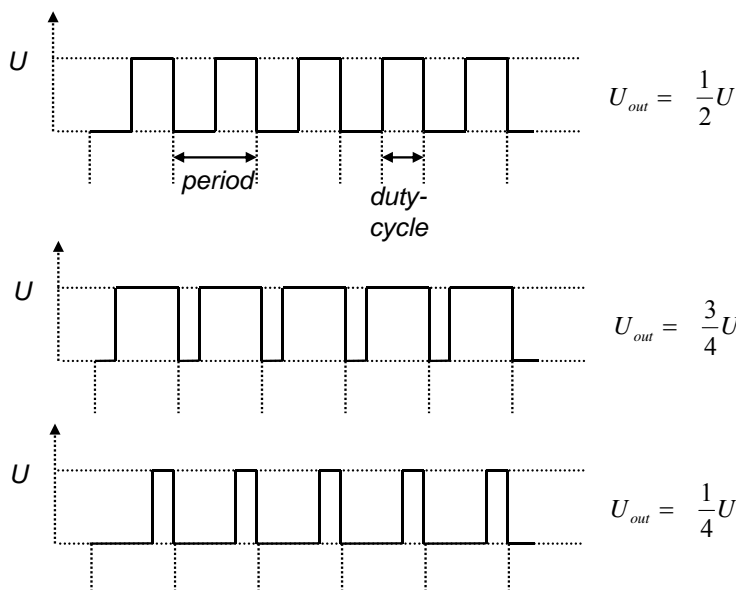 U
U_out = 1/2 U
period
duty-
cycle
U
U_out = 3/4 U
U
U_out = 1/4 U